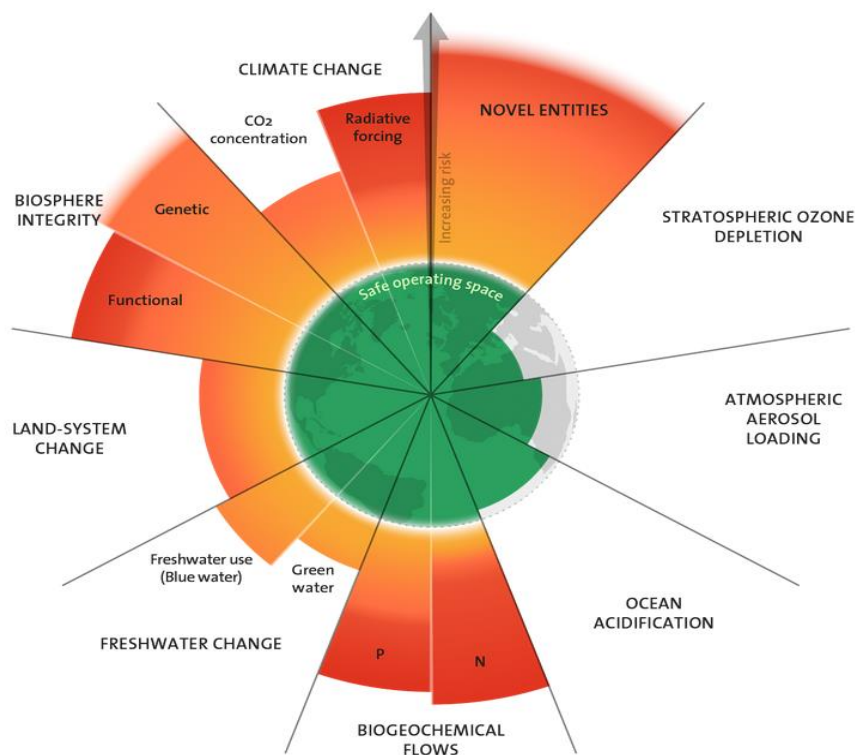 CLIMATE CHANGE
CO2
concentration
Radiative
forcing
Increasing risk
NOVEL ENTITIES
STRATOSPHERIC OZONE
DEPLETION
ATMOSPHERIC
AEROSOL
LOADING
OCEAN
ACIDIFICATION
BIOGEOCHEMICAL
FLOWS
P
N
FRESHWATER CHANGE
Green
water
Freshwater use
(Blue water)
LAND-SYSTEM
CHANGE
BIOSPHERE
INTEGRITY
Functional
Genetic
Safe operating space